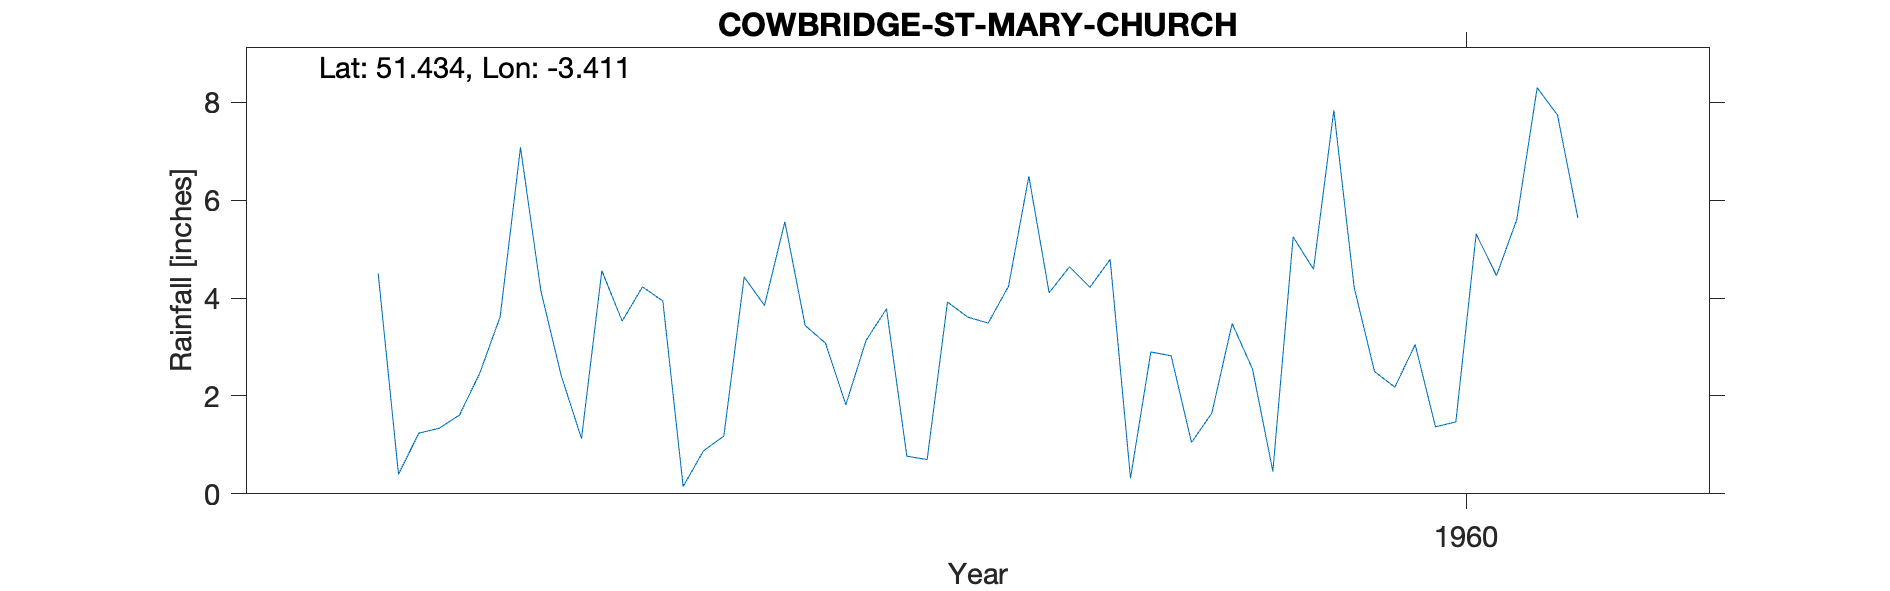 COWBRIDGE-ST-MARY-CHURCH
Lat: 51.434, Lon: -3.411
Rainfall [inches]
8
6
4
2
0
1960
Year